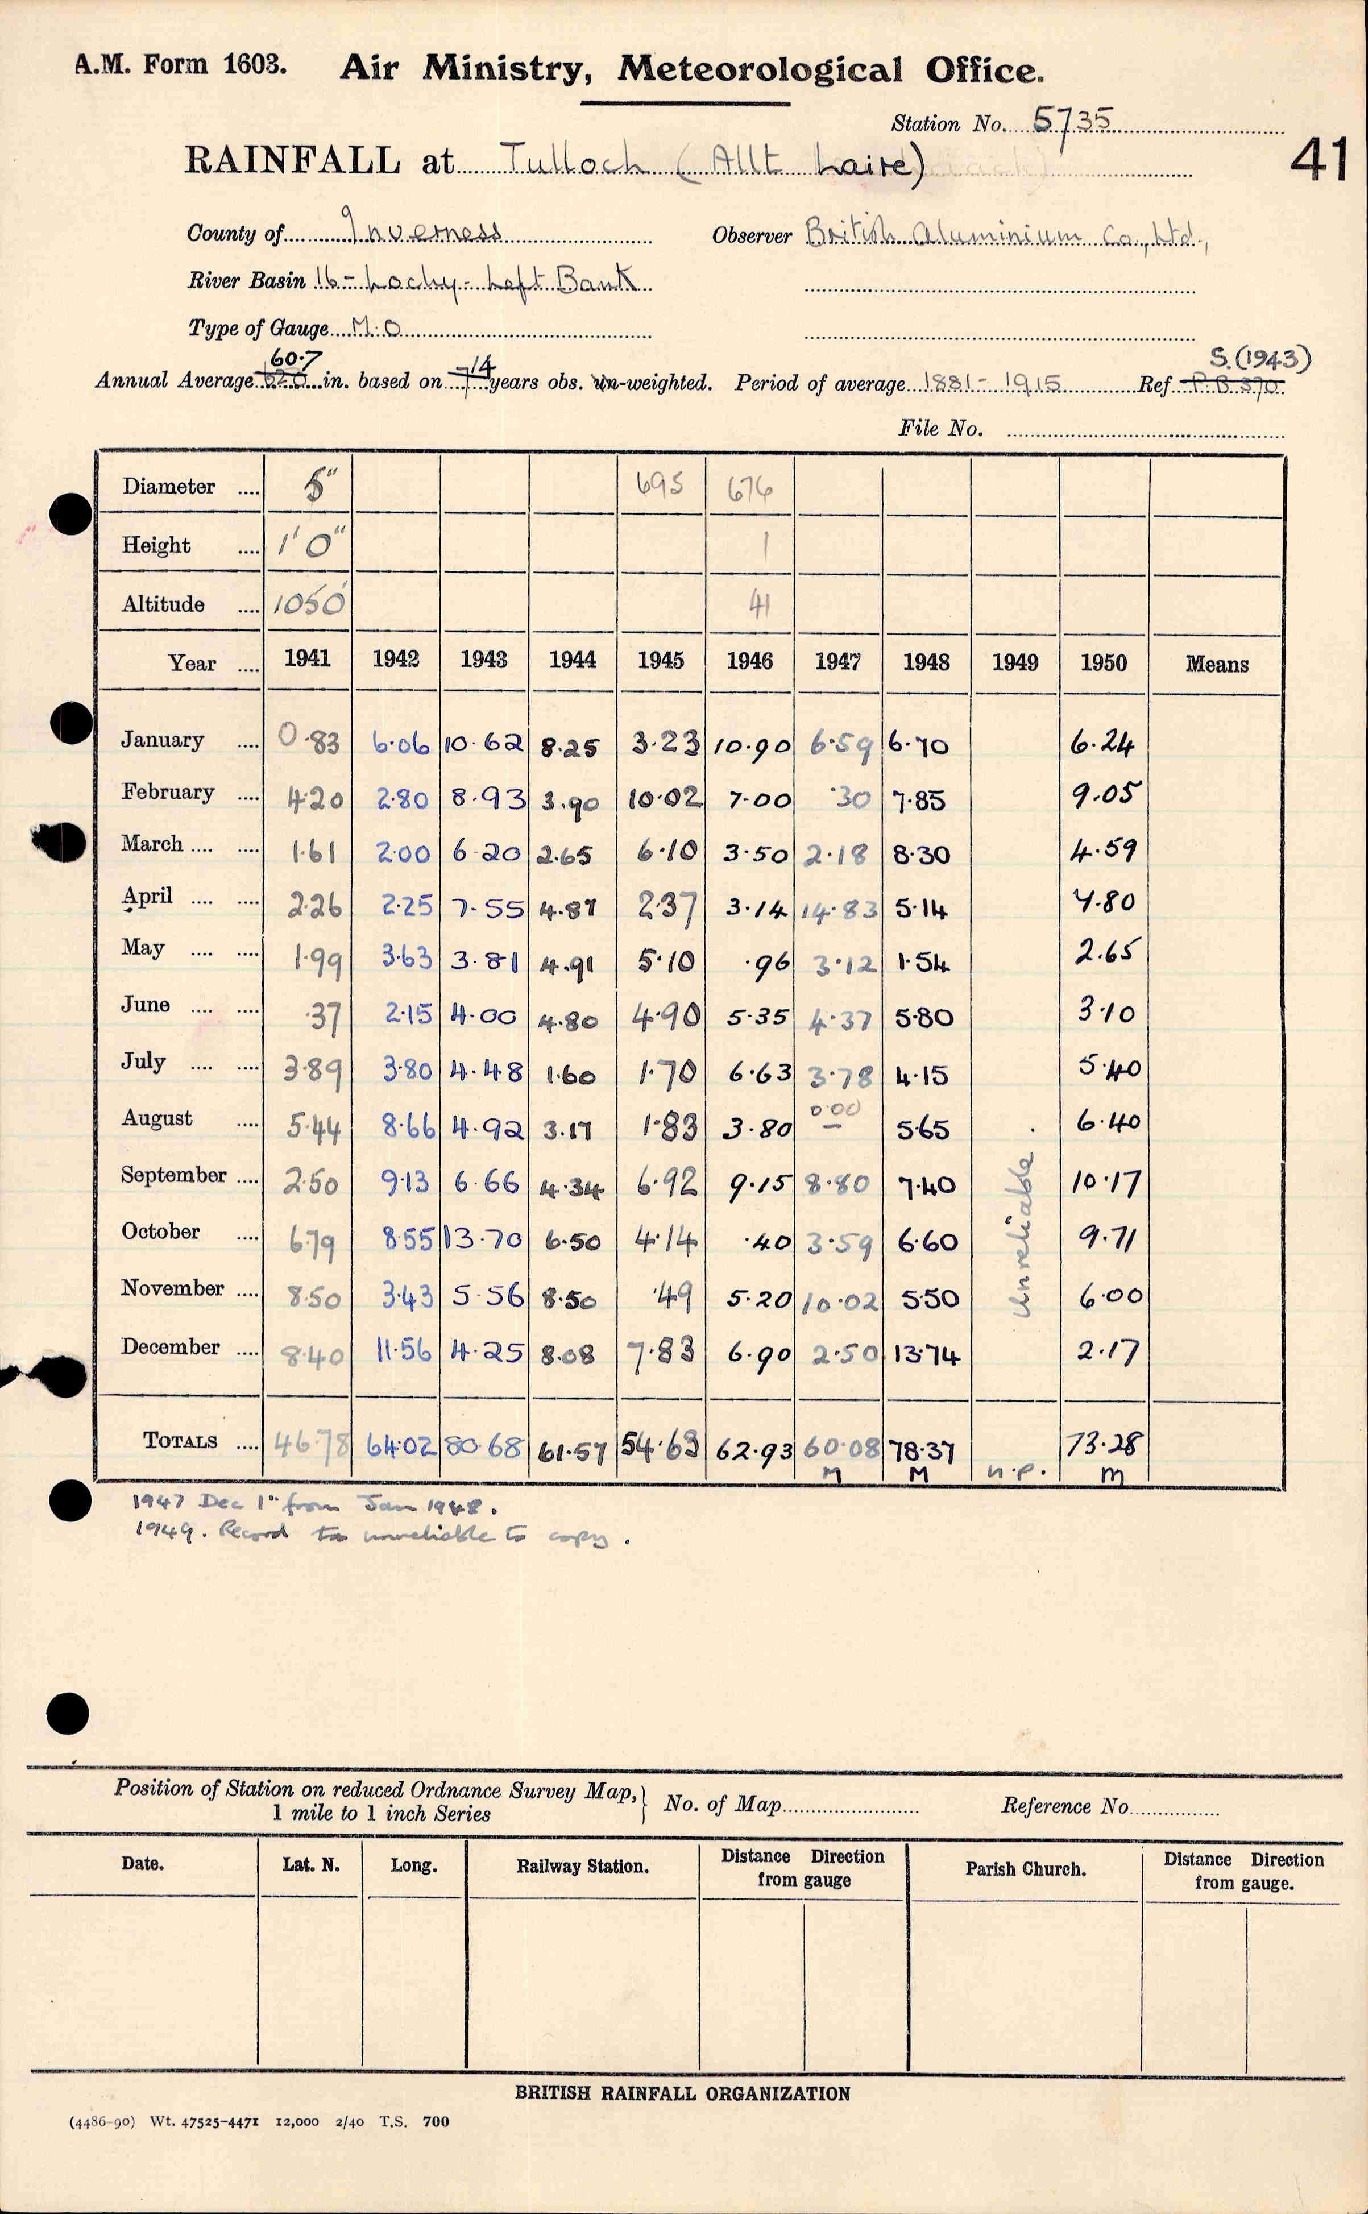 A.M. Form 1603. Air Ministry, Meteorological Office.
Station No. 5735
41
RAINFALL at Tulloch (Allt Laire)
County of Inverness Observer British Aluminium Co., Ltd.,
River Basin 16 - Lochy - Left Bank
Type of Gauge M.O
60.7 14 S. (1943)
Annual Average 62.0 in. based on 7 years obs. un-weighted. Period of average 1881 - 1915 Ref P.B 370.
File No.
Diameter .... 5" 695 676
Height .... 1' 0" 1
Altitude .... 1050' 41
Year .... 1941 1942 1943 1944 1945 1946 1947 1948 1949 1950 Means
January .... 0.83 6.06 10.62 8.25 3.23 10.90 6.59 6.70 6.24
February .... 4.20 2.80 8.93 3.90 10.02 7.00 .30 7.85 9.05
March .... .... 1.61 2.00 6.20 2.65 6.10 3.50 2.18 8.30 4.59
April .... .... 2.26 2.25 7.55 4.87 2.37 3.14 14.83 5.14 7.80
May .... .... 1.99 3.63 3.81 4.91 5.10 .96 3.12 1.54 2.65
June .... .... .37 2.15 4.00 4.80 4.90 5.35 4.37 5.80 3.10
July .... .... 3.89 3.80 4.48 1.60 1.70 6.63 3.78 4.15 5.40
August .... 5.44 8.66 4.92 3.17 1.83 3.80 0.00 — 5.65 6.40
September .... 2.50 9.13 6.66 4.34 6.92 9.15 8.80 7.40 Unreliable 10.17
October .... 6.79 8.55 13.70 6.50 4.14 .40 3.59 6.60 9.71
November .... 8.50 3.43 5.56 8.50 .49 5.20 10.02 5.50 6.00
December .... 8.40 11.56 4.25 8.08 7.83 6.90 2.50 13.74 2.17
TOTALS .... 46.78 64.02 80.68 61.57 54.63 62.93 60.08 78.37 73.28
M M n.p. m
1947 Dec 1" from Jan 1948.
1949. Record too unreliable to copy.
Position of Station on reduced Ordnance Survey Map, } No. of Map Reference No.
1 mile to 1 inch Series
Date. Lat. N. Long. Railway Station. Distance Direction from gauge Parish Church. Distance Direction from gauge.
BRITISH RAINFALL ORGANIZATION
(4486-90) Wt. 47525-4471 12,000 2/40 T.S. 700